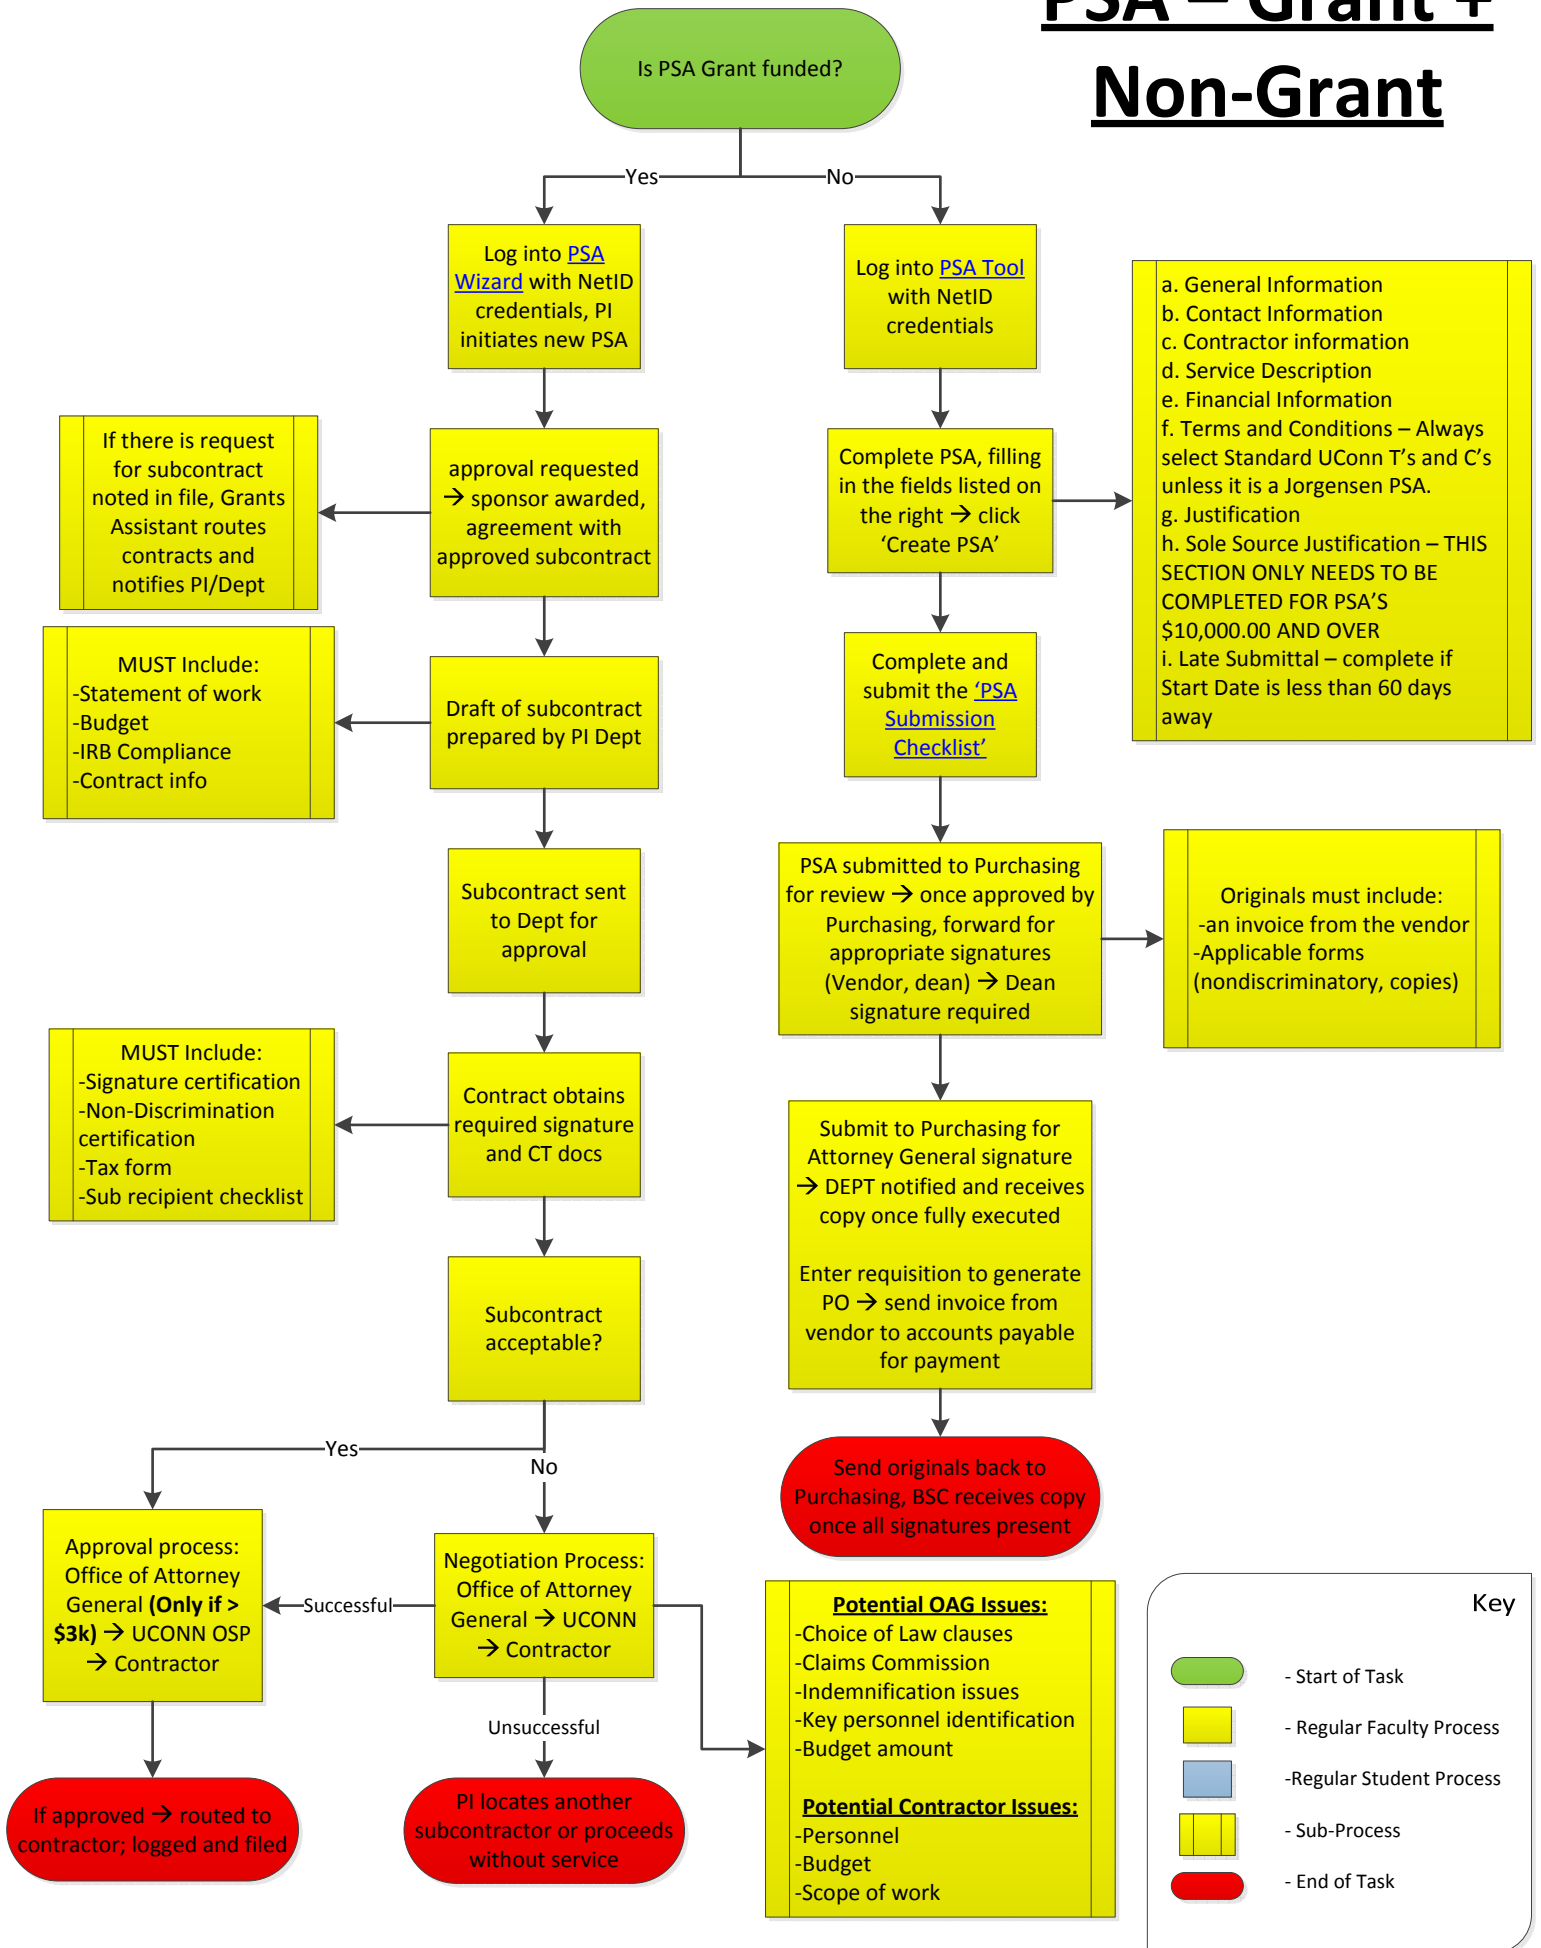 PSA – Grant +
Non-Grant
Is PSA Grant funded?
Yes
No
Log into PSA
Wizard with NetID
credentials, PI
initiates new PSA
Log into PSA Tool
with NetID
credentials
a. General Information
b. Contact Information
c. Contractor information
d. Service Description
e. Financial Information
f. Terms and Conditions – Always
select Standard UConn T’s and C’s
unless it is a Jorgensen PSA.
g. Justification
h. Sole Source Justification – THIS
SECTION ONLY NEEDS TO BE
COMPLETED FOR PSA’S
$10,000.00 AND OVER
i. Late Submittal – complete if
Start Date is less than 60 days
away
If there is request
for subcontract
noted in file, Grants
Assistant routes
contracts and
notifies PI/Dept
approval requested
→ sponsor awarded,
agreement with
approved subcontract
Complete PSA, filling
in the fields listed on
the right → click
‘Create PSA’
MUST Include:
-Statement of work
-Budget
-IRB Compliance
-Contract info
Draft of subcontract
prepared by PI Dept
Complete and
submit the ‘PSA
Submission
Checklist’
Subcontract sent
to Dept for
approval
PSA submitted to Purchasing
for review → once approved by
Purchasing, forward for
appropriate signatures
(Vendor, dean) → Dean
signature required
Originals must include:
-an invoice from the vendor
-Applicable forms
(nondiscriminatory, copies)
MUST Include:
-Signature certification
-Non-Discrimination
certification
-Tax form
-Sub recipient checklist
Contract obtains
required signature
and CT docs
Submit to Purchasing for
Attorney General signature
→ DEPT notified and receives
copy once fully executed
Enter requisition to generate
PO → send invoice from
vendor to accounts payable
for payment
Subcontract
acceptable?
Yes
No
Send originals back to
Purchasing, BSC receives copy
once all signatures present
Approval process:
Office of Attorney
General (Only if >
$3k) → UCONN OSP
→ Contractor
Successful
Negotiation Process:
Office of Attorney
General → UCONN
→ Contractor
Unsuccessful
Potential OAG Issues:
-Choice of Law clauses
-Claims Commission
-Indemnification issues
-Key personnel identification
-Budget amount
Potential Contractor Issues:
-Personnel
-Budget
-Scope of work
If approved → routed to
contractor; logged and filed
PI locates another
subcontractor or proceeds
without service
Key
- Start of Task
- Regular Faculty Process
-Regular Student Process
- Sub-Process
- End of Task